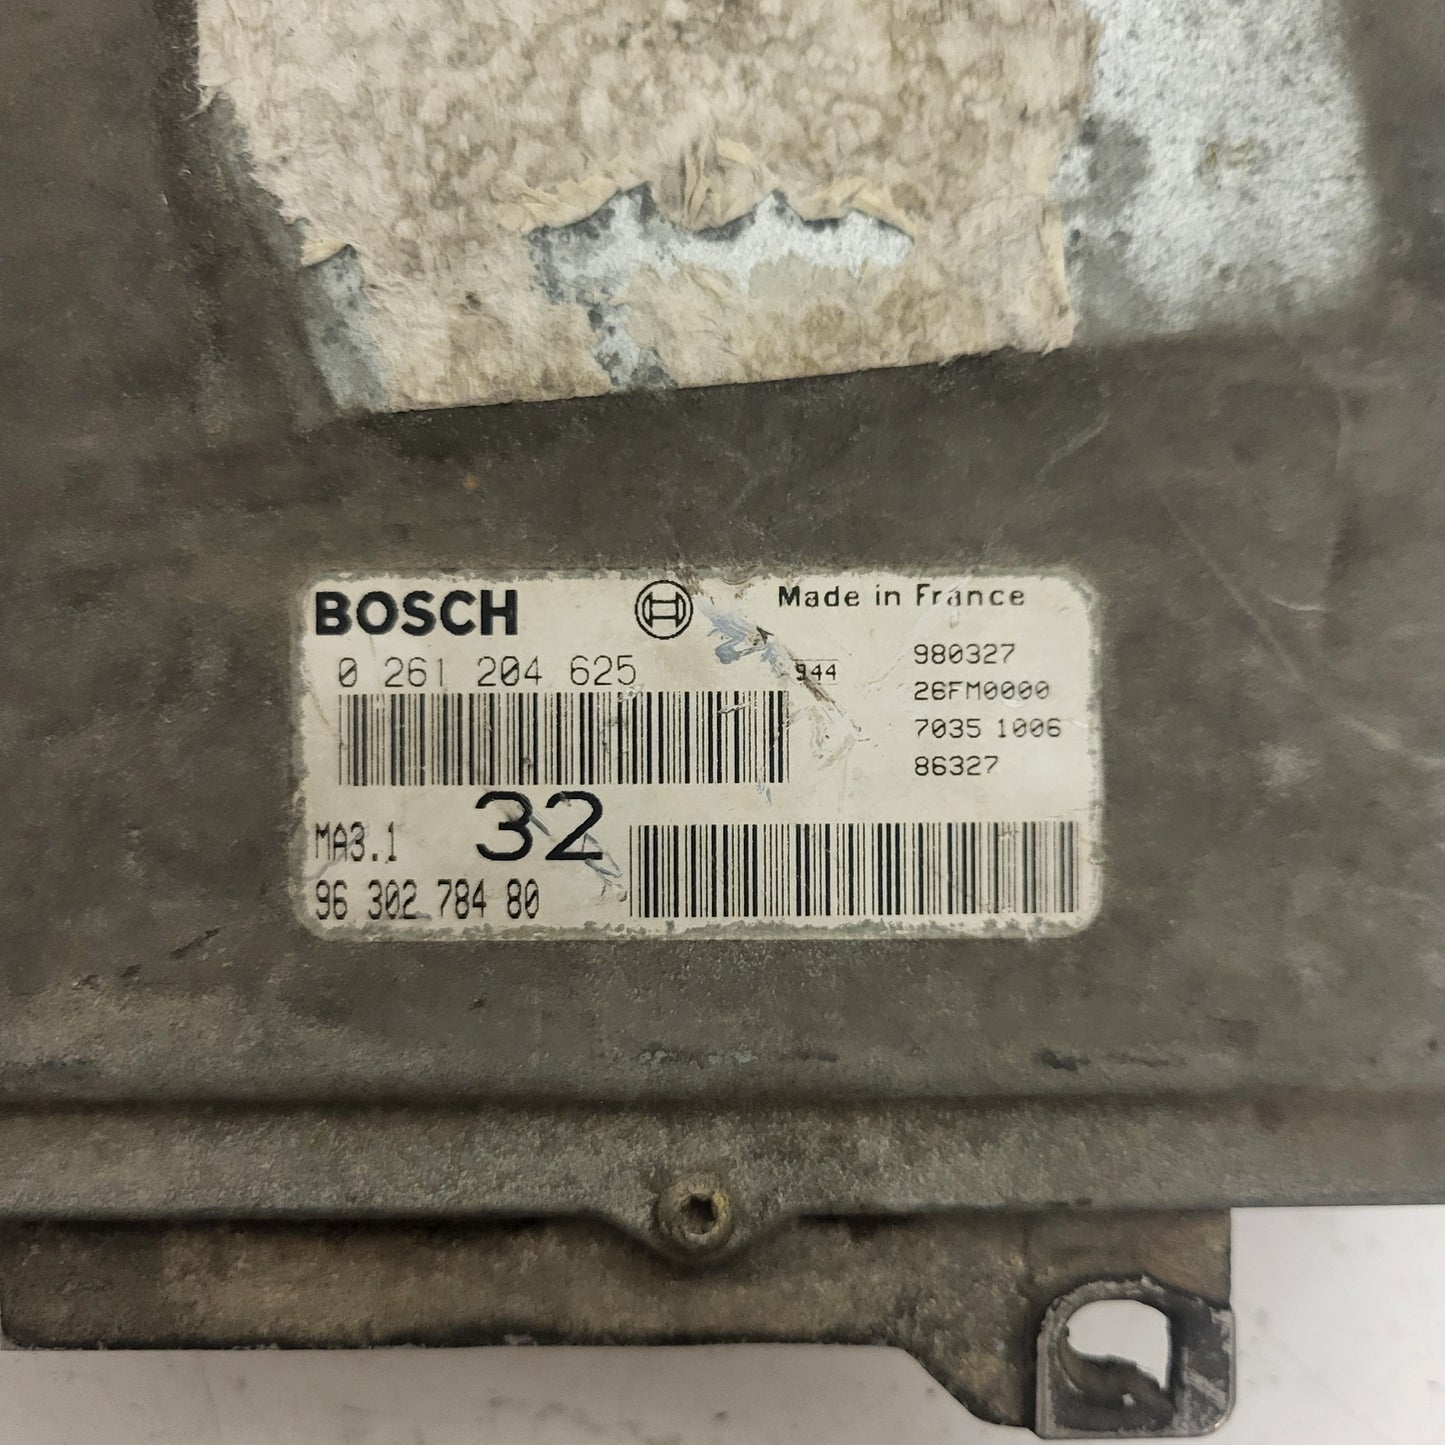 BOSCH
Made in France
0 261 204 625
944
980327
26FM0000
7035 1006
86327
MA3.1
32
96 302 784 80